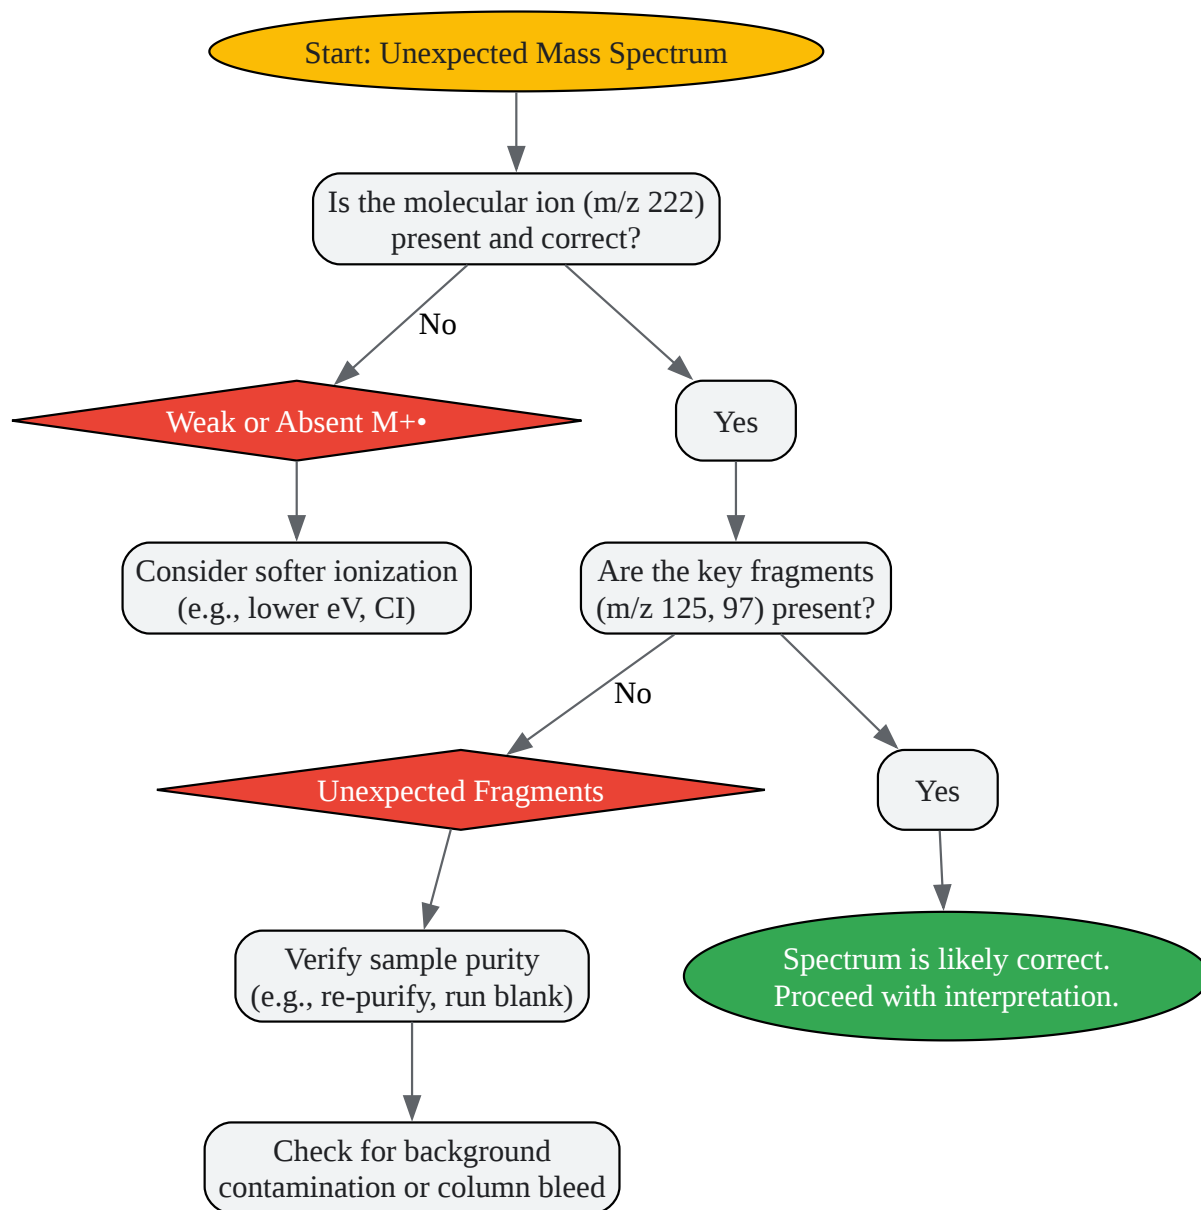 Start: Unexpected Mass Spectrum
Is the molecular ion (m/z 222)
present and correct?
No
Weak or Absent M+•
Yes
Consider softer ionization
(e.g., lower eV, CI)
Are the key fragments
(m/z 125, 97) present?
No
Unexpected Fragments
Yes
Verify sample purity
(e.g., re-purify, run blank)
Spectrum is likely correct.
Proceed with interpretation.
Check for background
contamination or column bleed